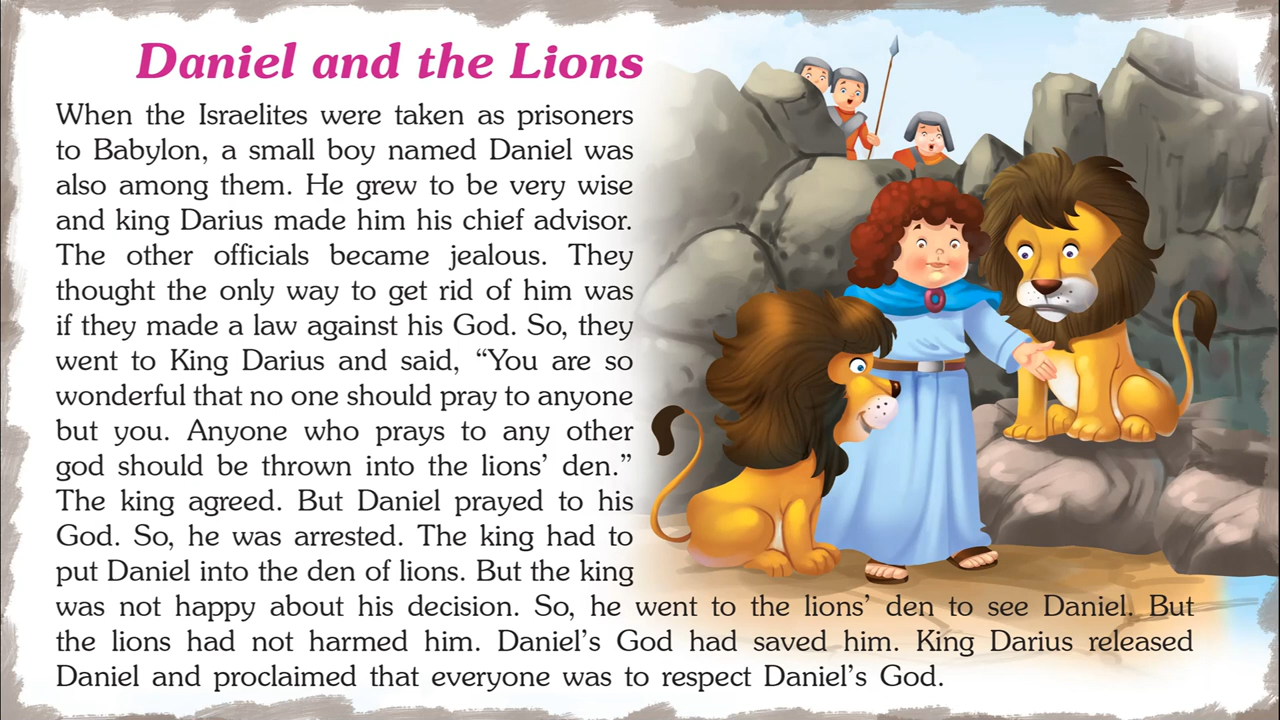 Daniel and the Lions
When the Israelites were taken as prisoners
to Babylon, a small boy named Daniel was
also among them. He grew to be very wise
and king Darius made him his chief advisor.
The other officials became jealous. They
thought the only way to get rid of him was
if they made a law against his God. So, they
went to King Darius and said, “You are so
wonderful that no one should pray to anyone
but you. Anyone who prays to any other
god should be thrown into the lions’ den.”
The king agreed. But Daniel prayed to his
God. So, he was arrested. The king had to
put Daniel into the den of lions. But the king
was not happy about his decision. So, he went to the lions’ den to see Daniel. But
the lions had not harmed him. Daniel’s God had saved him. King Darius released
Daniel and proclaimed that everyone was to respect Daniel’s God.